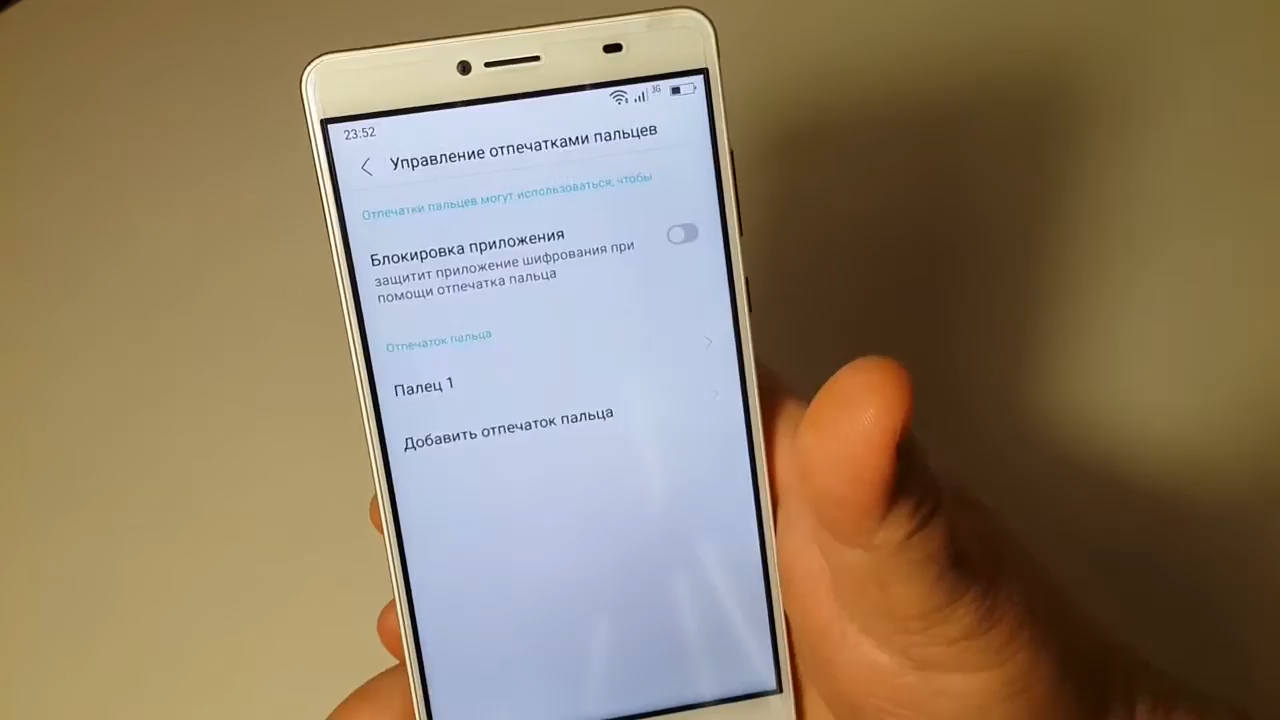 23:52
3G
Управление отпечатками пальцев
Отпечатки пальцев могут использоваться, чтобы
Блокировка приложения
защитит приложение шифрования при
помощи отпечатка пальца
Отпечаток пальца
Палец 1
Добавить отпечаток пальца